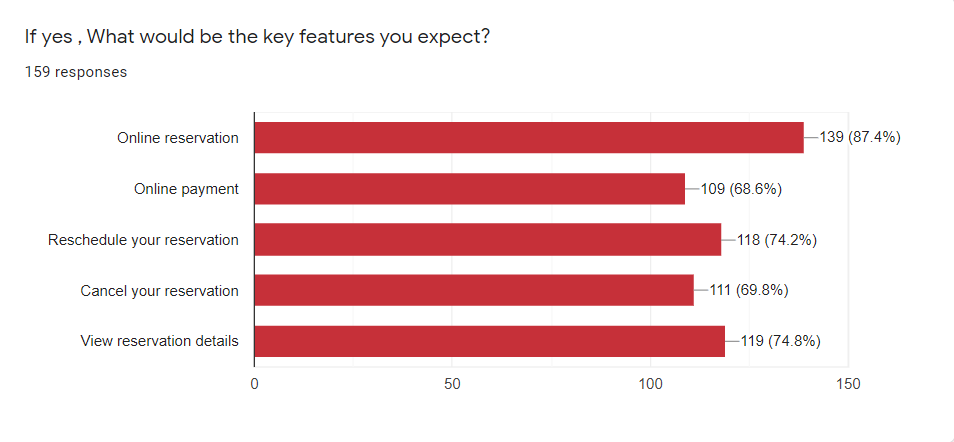 If yes , What would be the key features you expect?
159 responses
Online reservation 139 (87.4%)
Online payment 109 (68.6%)
Reschedule your reservation 118 (74.2%)
Cancel your reservation 111 (69.8%)
View reservation details 119 (74.8%)
0 50 100 150